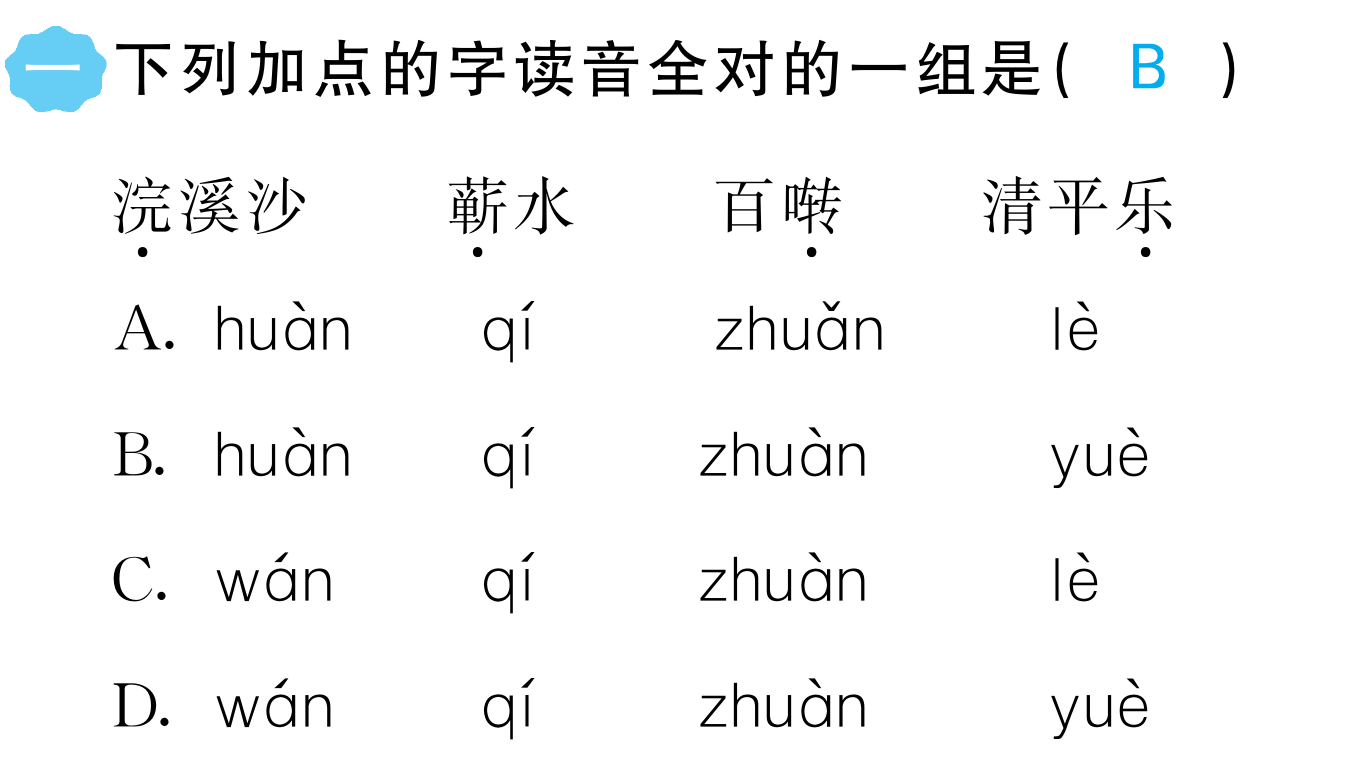 一 下列加点的字读音全对的一组是( B )
浣溪沙 蕲水 百啭 清平乐
A. huàn qí zhuǎn lè
B. huàn qí zhuàn yuè
C. wán qí zhuàn lè
D. wán qí zhuàn yuè